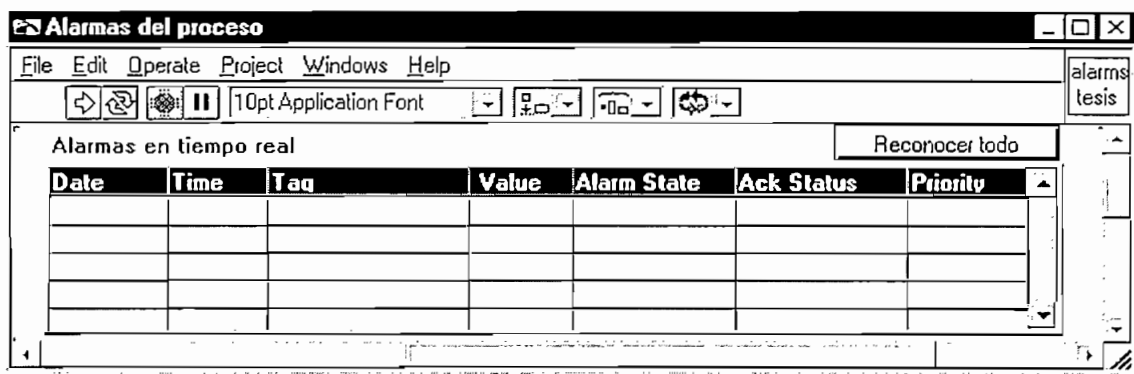 Alarmas del proceso
File Edit Operate Project Windows Help
alarms
tesis
10pt Application Font
Alarmas en tiempo real
Reconocer todo
Date Time Tag Value Alarm State Ack Status Priority